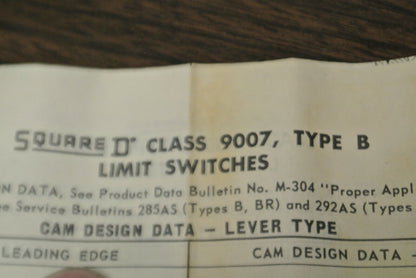 SQUARE D CLASS 9007, TYPE B
LIMIT SWITCHES
DATA, See Product Data Bulletin No. M-304 "Proper Appl
Service Bulletins 285AS (Types B, BR) and 292AS (Types
CAM DESIGN DATA – LEVER TYPE
LEADING EDGE CAM DESIGN DATA –